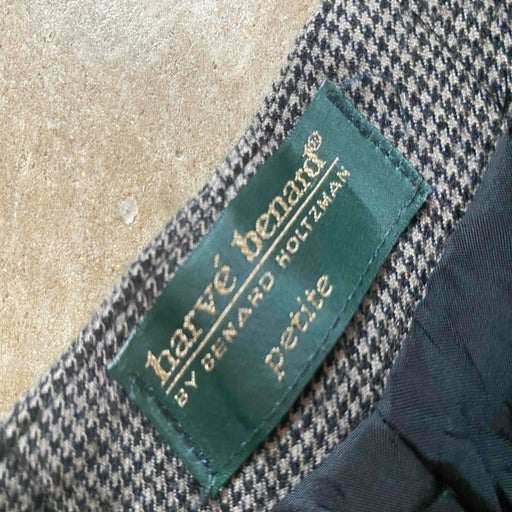 harvé benard®
BY BENARD HOLTZMAN
petite